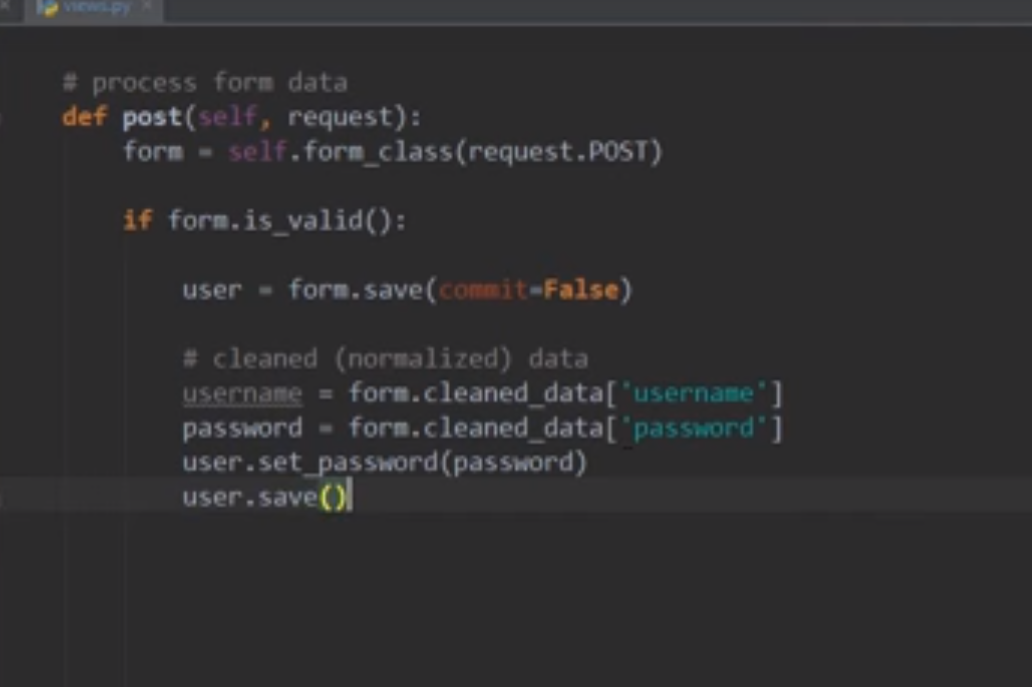 views.py
# process form data
def post(self, request):
form = self.form_class(request.POST)
if form.is_valid():
user = form.save(commit=False)
# cleaned (normalized) data
username = form.cleaned_data['username']
password = form.cleaned_data['password']
user.set_password(password)
user.save()